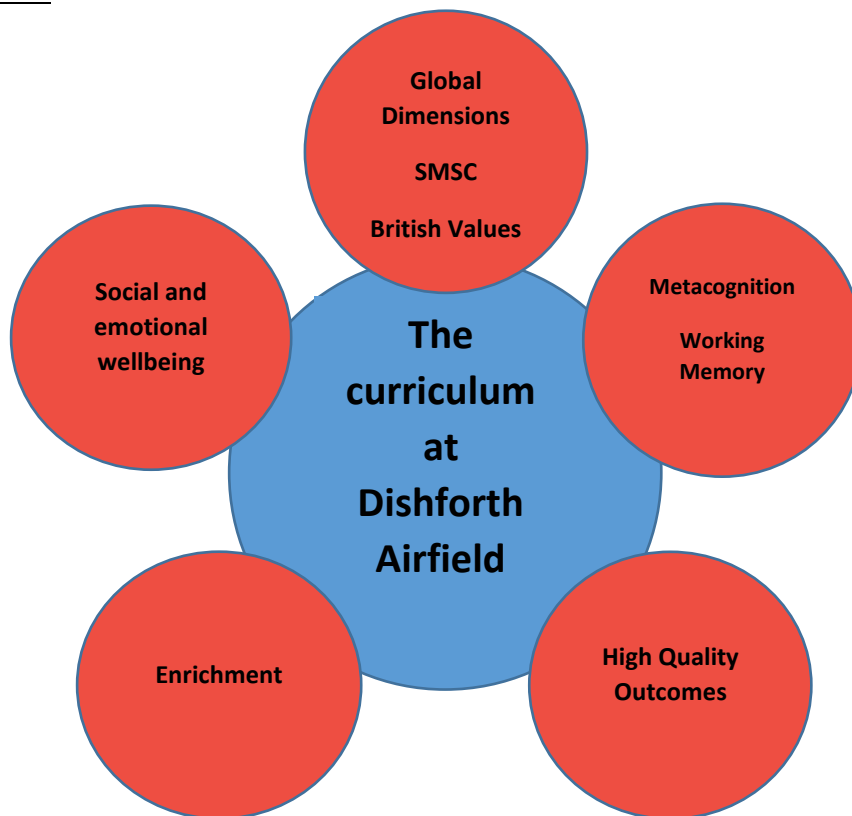 Global
Dimensions
SMSC
British Values
Social and
emotional
wellbeing
Metacognition
Working
Memory
The
curriculum
at
Dishforth
Airfield
Enrichment
High Quality
Outcomes